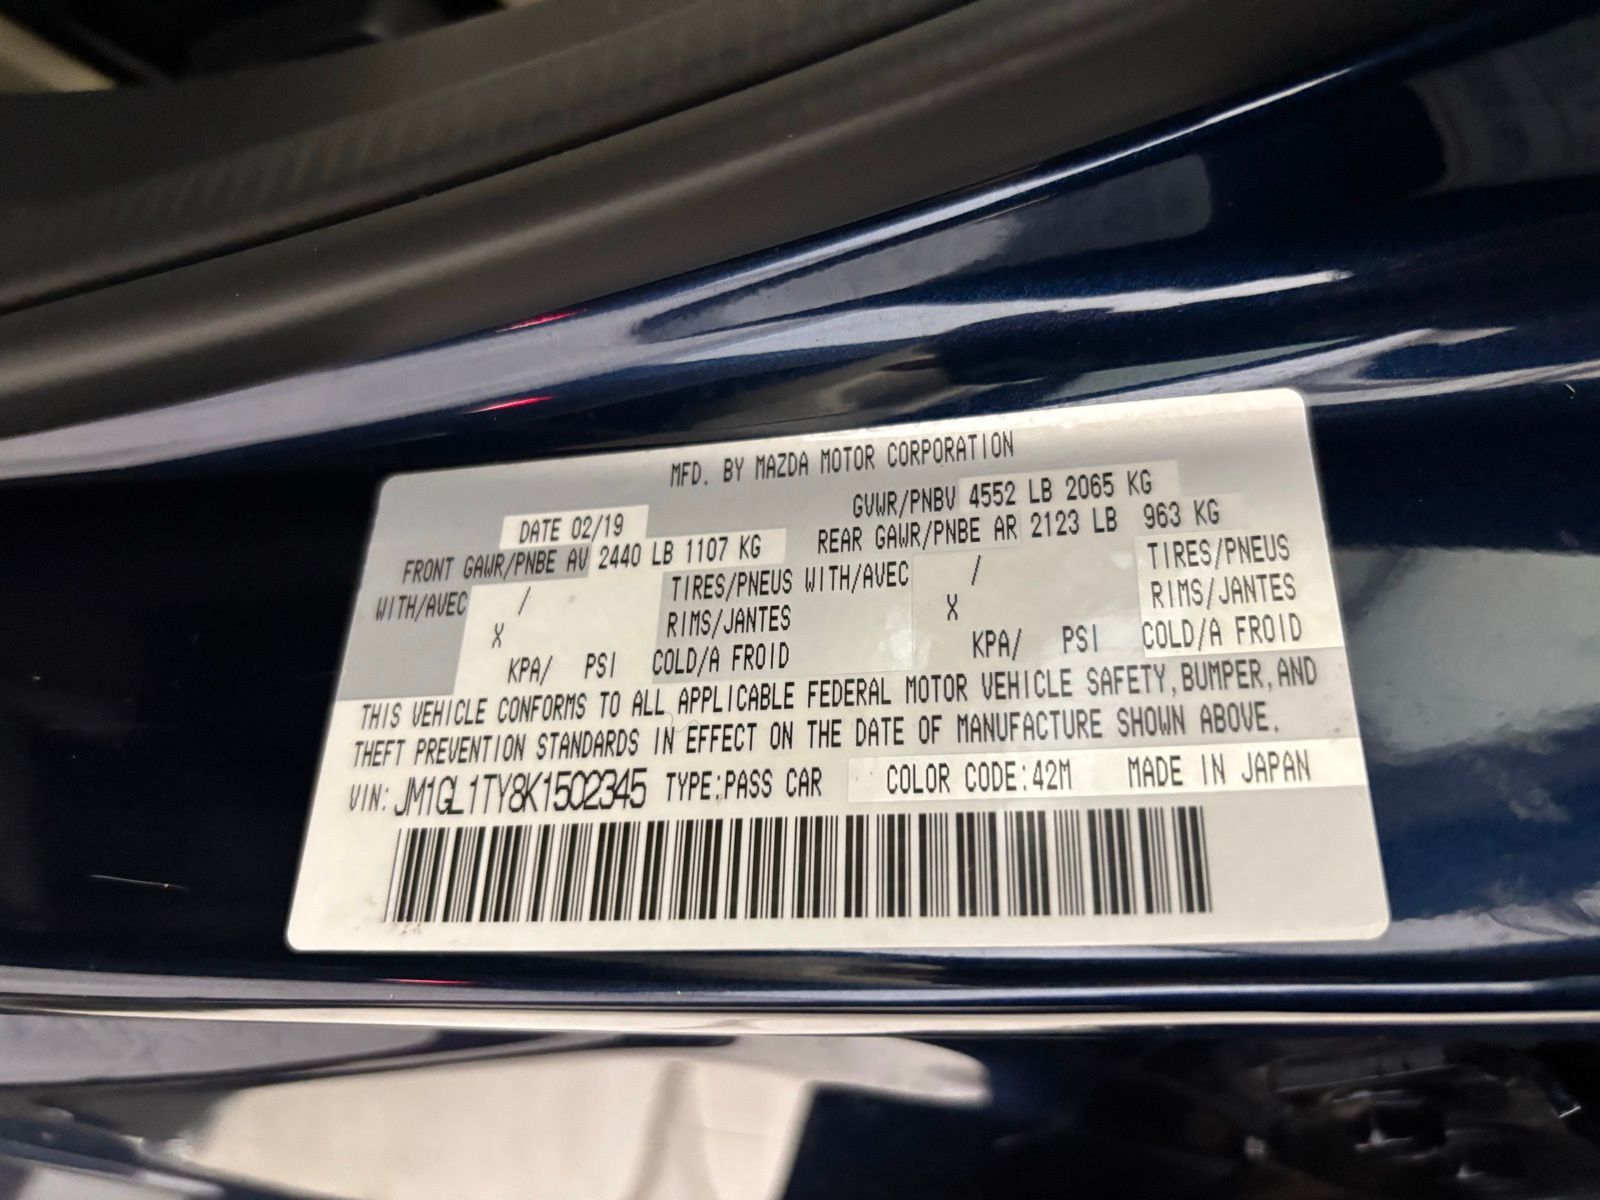 MFD. BY MAZDA MOTOR CORPORATION
DATE 02/19 GVWR/PNBV 4552 LB 2065 KG
FRONT GAWR/PNBE AV 2440 LB 1107 KG REAR GAWR/PNBE AR 2123 LB 963 KG
WITH/AVEC / TIRES/PNEUS WITH/AVEC / TIRES/PNEUS
X RIMS/JANTES X RIMS/JANTES
KPA/ PSI COLD/A FROID KPA/ PSI COLD/A FROID
THIS VEHICLE CONFORMS TO ALL APPLICABLE FEDERAL MOTOR VEHICLE SAFETY, BUMPER, AND
THEFT PREVENTION STANDARDS IN EFFECT ON THE DATE OF MANUFACTURE SHOWN ABOVE.
VIN: JM1GL1TY8K1502345 TYPE:PASS CAR COLOR CODE:42M MADE IN JAPAN